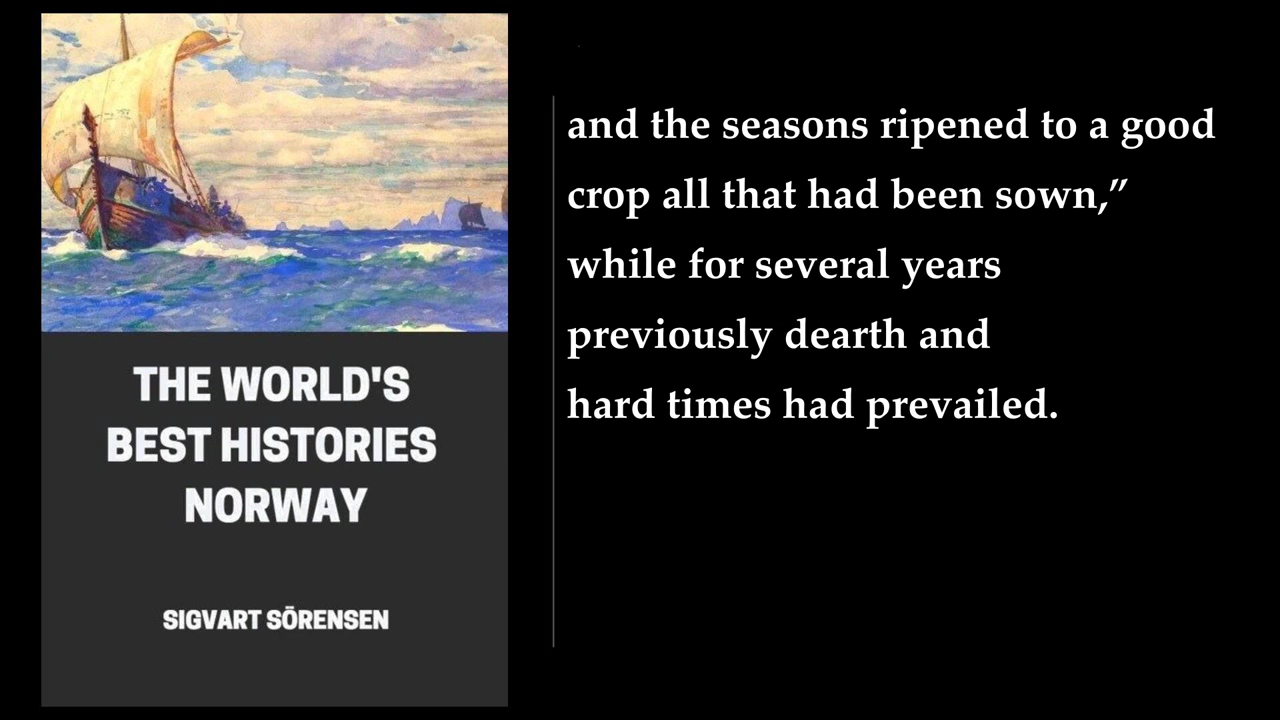 THE WORLD'S
BEST HISTORIES
NORWAY
SIGVART SÖRENSEN
and the seasons ripened to a good
crop all that had been sown,”
while for several years
previously dearth and
hard times had prevailed.